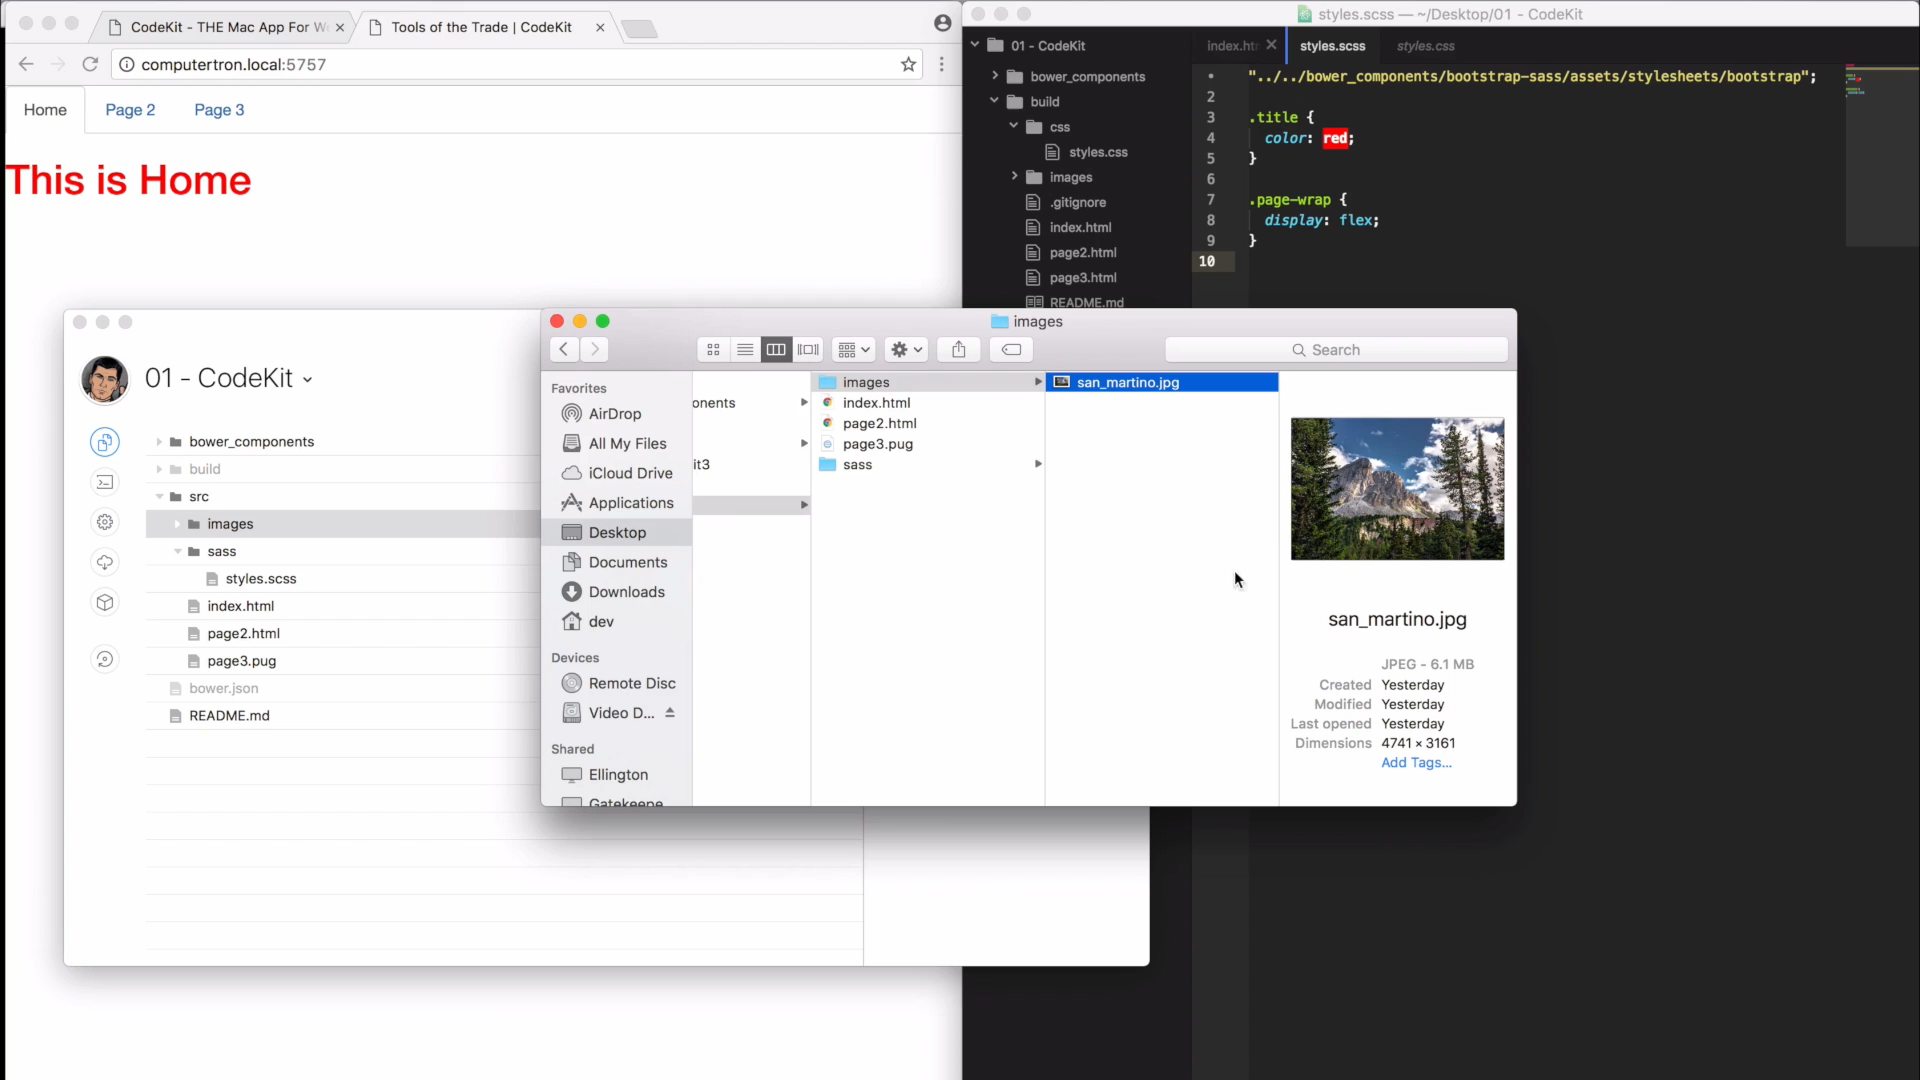 CodeKit - THE Mac App For W
Tools of the Trade | CodeKit
computertron.local:5757
Home
Page 2
Page 3
This is Home
styles.scss — ~/Desktop/01 - CodeKit
01 - CodeKit
bower_components
build
css
styles.css
images
.gitignore
index.html
page2.html
page3.html
README.md
index.ht
styles.scss
styles.css
"../../bower_components/bootstrap-sass/assets/stylesheets/bootstrap";
2
3 .title {
4 color: red;
5 }
6
7 .page-wrap {
8 display: flex;
9 }
10
01 - CodeKit
bower_components
build
src
images
sass
styles.scss
index.html
page2.html
page3.pug
bower.json
README.md
images
Search
Favorites
AirDrop
All My Files
iCloud Drive
Applications
Desktop
Documents
Downloads
dev
Devices
Remote Disc
Video D...
Shared
Ellington
Gatekeepe
onents
it3
images
index.html
page2.html
page3.pug
sass
san_martino.jpg
san_martino.jpg
JPEG - 6.1 MB
Created Yesterday
Modified Yesterday
Last opened Yesterday
Dimensions 4741 × 3161
Add Tags...